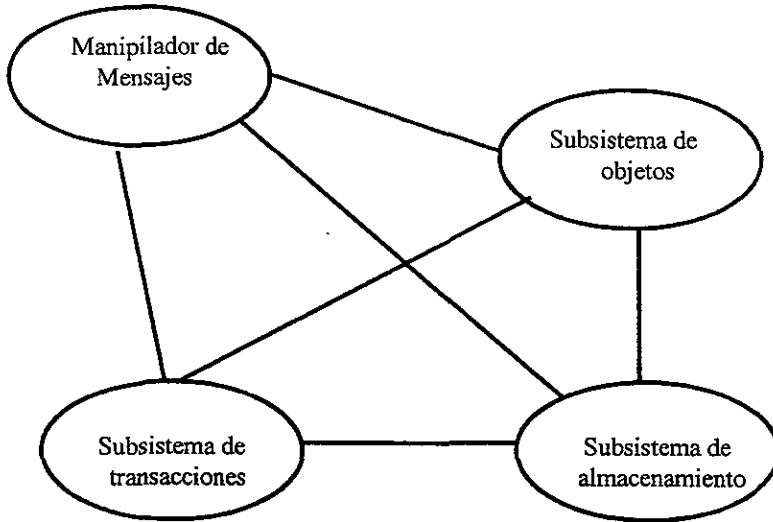 Manipilador de
Mensajes
Subsistema de
objetos
Subsistema de
transacciones
Subsistema de
almacenamiento